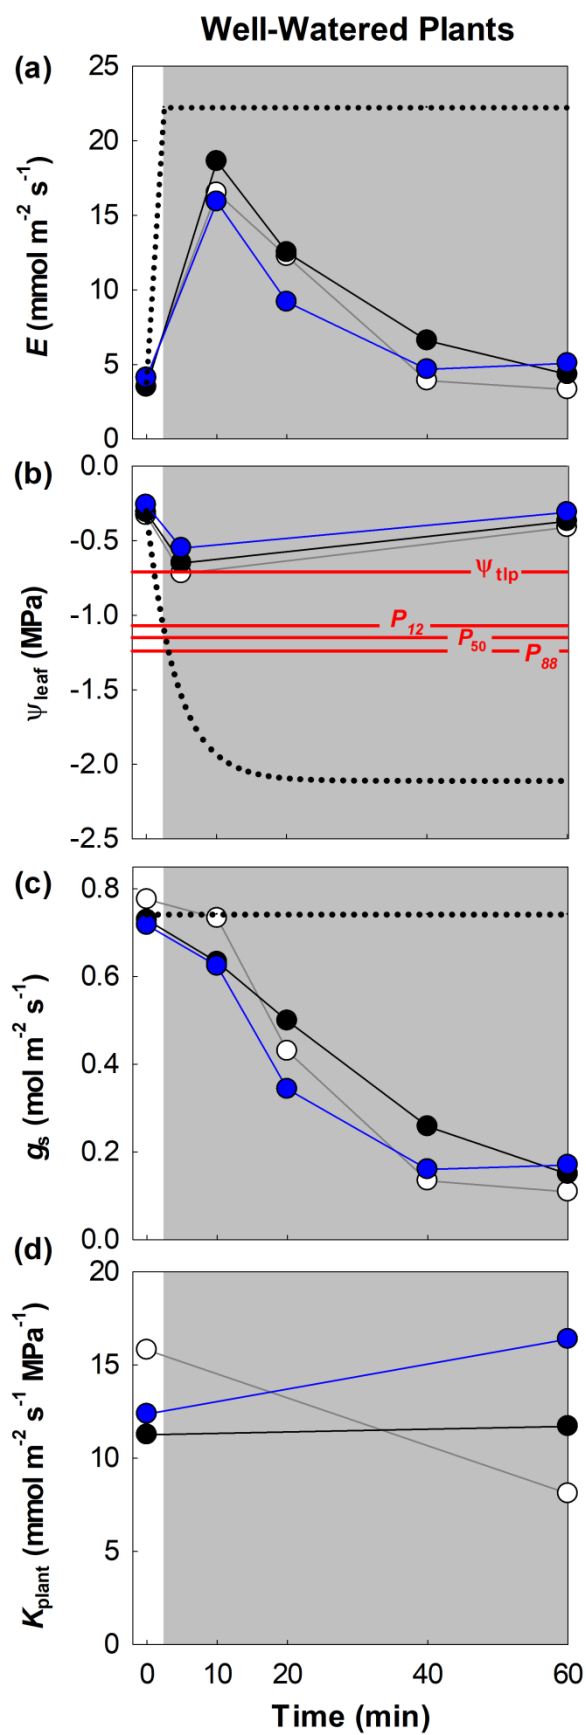 Well-Watered Plants
(a)
25
20
15
10
5
0
E (mmol m⁻² s⁻¹)
(b)
0.0
-0.5
-1.0
-1.5
-2.0
-2.5
Ψleaf (MPa)
Ψtlp
P12
P50
P88
(c)
0.8
0.6
0.4
0.2
0.0
gs (mol m⁻² s⁻¹)
(d)
20
15
10
5
0
Kplant (mmol m⁻² s⁻¹ MPa⁻¹)
0 10 20 40 60
Time (min)